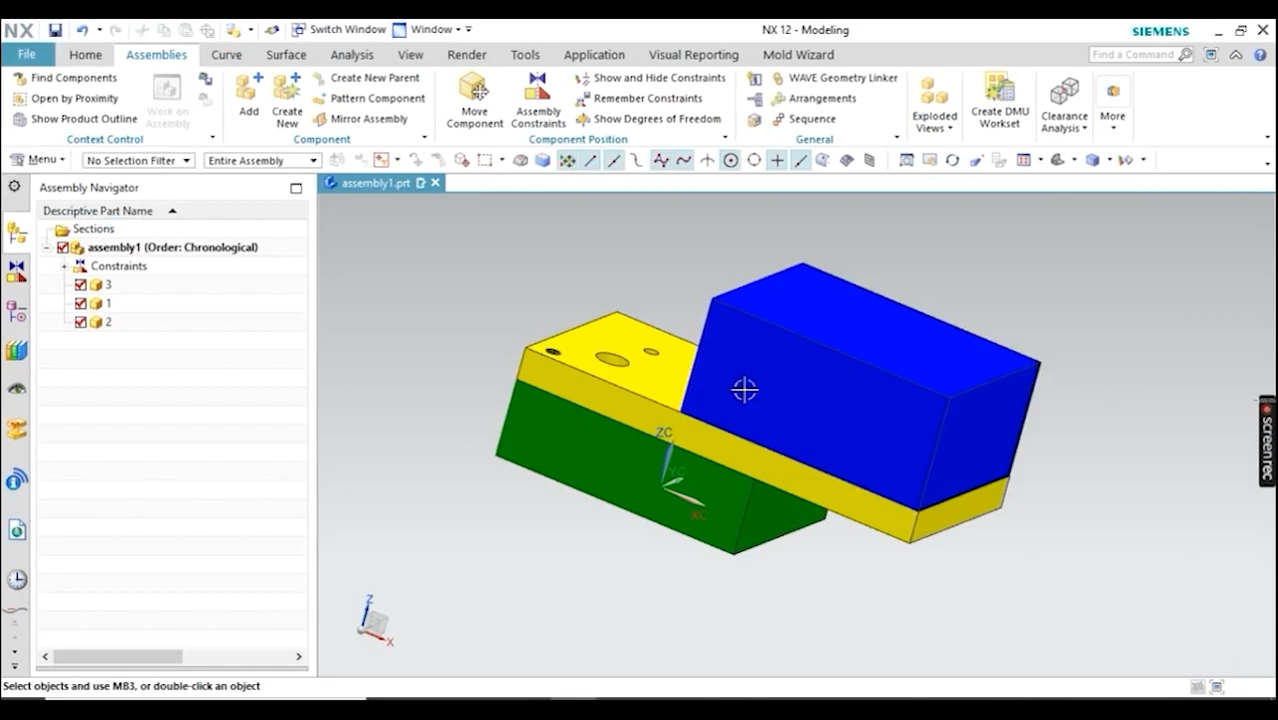 NX Switch Window Window NX 12 - Modeling SIEMENS
File Home Assemblies Curve Surface Analysis View Render Tools Application Visual Reporting Mold Wizard Find a Command
Find Components
Open by Proximity
Show Product Outline
Work on
Assembly
Context Control
Add
Create
New
Create New Parent
Pattern Component
Mirror Assembly
Component
Move
Component
Assembly
Constraints
Show and Hide Constraints
Remember Constraints
Show Degrees of Freedom
Component Position
WAVE Geometry Linker
Arrangements
Sequence
General
Exploded
Views
Create DMU
Workset
Clearance
Analysis
More
Menu No Selection Filter Entire Assembly
Assembly Navigator
assembly1.prt
Descriptive Part Name
Sections
assembly1 (Order: Chronological)
Constraints
3
1
2
ZC
YC
XC
Z
X
screenrec
Select objects and use MB3, or double-click an object